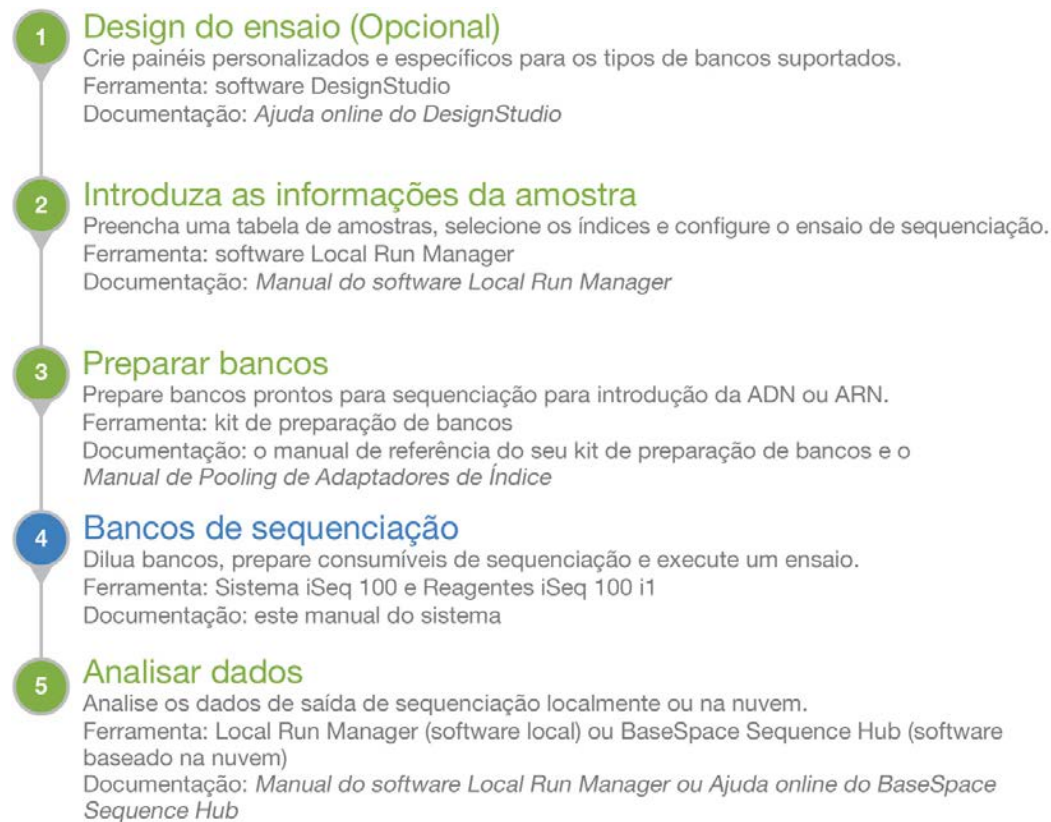 1 Design do ensaio (Opcional)
Crie painéis personalizados e específicos para os tipos de bancos suportados.
Ferramenta: software DesignStudio
Documentação: Ajuda online do DesignStudio
2 Introduza as informações da amostra
Preencha uma tabela de amostras, selecione os índices e configure o ensaio de sequenciação.
Ferramenta: software Local Run Manager
Documentação: Manual do software Local Run Manager
3 Preparar bancos
Prepare bancos prontos para sequenciação para introdução da ADN ou ARN.
Ferramenta: kit de preparação de bancos
Documentação: o manual de referência do seu kit de preparação de bancos e o
Manual de Pooling de Adaptadores de Índice
4 Bancos de sequenciação
Dilua bancos, prepare consumíveis de sequenciação e execute um ensaio.
Ferramenta: Sistema iSeq 100 e Reagentes iSeq 100 i1
Documentação: este manual do sistema
5 Analisar dados
Analise os dados de saída de sequenciação localmente ou na nuvem.
Ferramenta: Local Run Manager (software local) ou BaseSpace Sequence Hub (software
baseado na nuvem)
Documentação: Manual do software Local Run Manager ou Ajuda online do BaseSpace
Sequence Hub